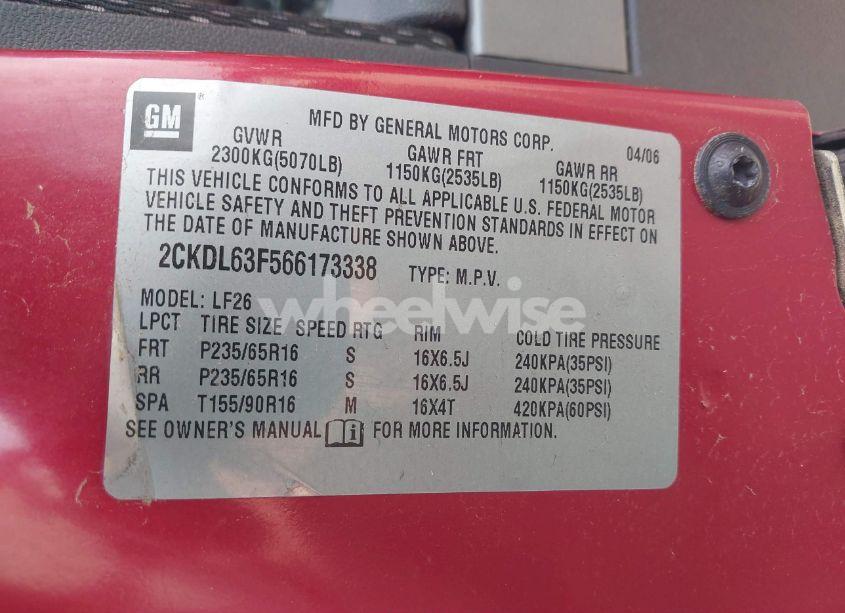 GM ®
MFD BY GENERAL MOTORS CORP. 04/06
GVWR GAWR FRT GAWR RR
2300KG(5070LB) 1150KG(2535LB) 1150KG(2535LB)
THIS VEHICLE CONFORMS TO ALL APPLICABLE U.S. FEDERAL MOTOR
VEHICLE SAFETY AND THEFT PREVENTION STANDARDS IN EFFECT ON
THE DATE OF MANUFACTURE SHOWN ABOVE.
2CKDL63F566173338 TYPE: M.P.V.
wheelwise
MODEL: LF26
LPCT TIRE SIZE SPEED RTG RIM COLD TIRE PRESSURE
FRT P235/65R16 S 16X6.5J 240KPA(35PSI)
RR P235/65R16 S 16X6.5J 240KPA(35PSI)
SPA T155/90R16 M 16X4T 420KPA(60PSI)
SEE OWNER'S MANUAL i FOR MORE INFORMATION.